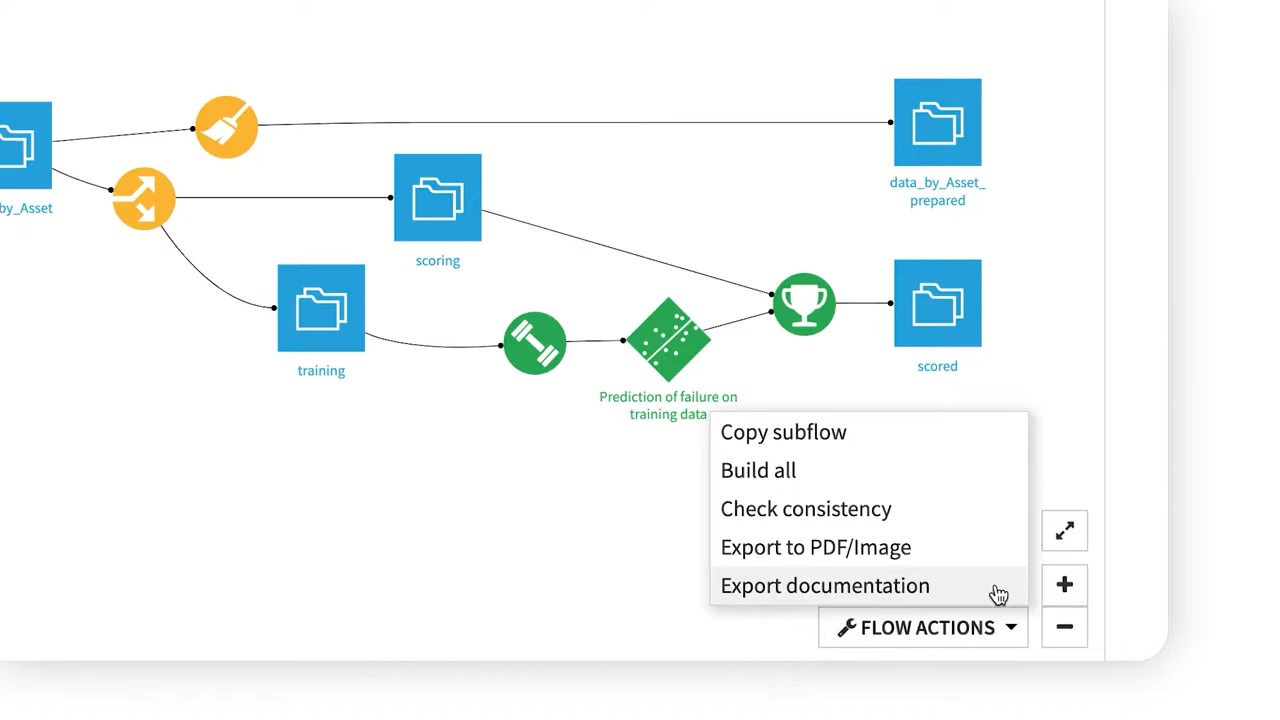 data_by_Asset_
prepared
by_Asset
scoring
training
scored
Prediction of failure on
training data
Copy subflow
Build all
Check consistency
Export to PDF/Image
Export documentation
FLOW ACTIONS